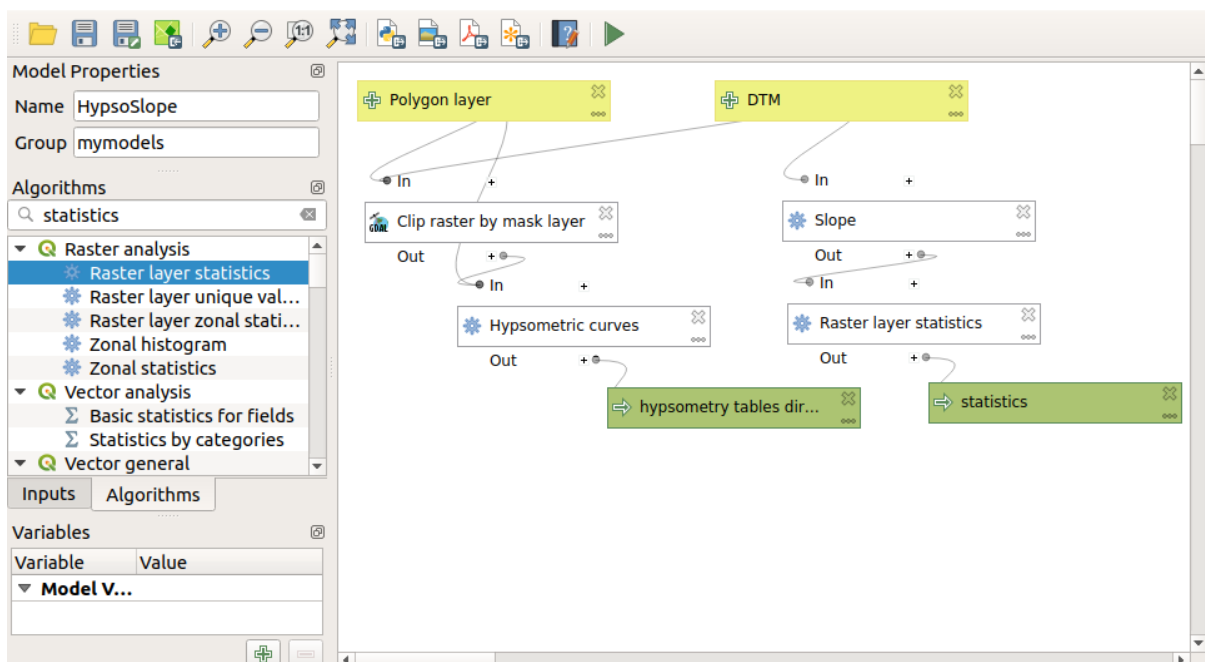 1:1
Model Properties
Name HypsoSlope
Group mymodels
Algorithms
statistics
Raster analysis
Raster layer statistics
Raster layer unique val...
Raster layer zonal stati...
Zonal histogram
Zonal statistics
Vector analysis
Basic statistics for fields
Statistics by categories
Vector general
Inputs Algorithms
Variables
Variable Value
Model V...
Polygon layer
DTM
In
In
GDAL Clip raster by mask layer
Slope
Out
Out
In
In
Hypsometric curves
Raster layer statistics
Out
Out
hypsometry tables dir...
statistics